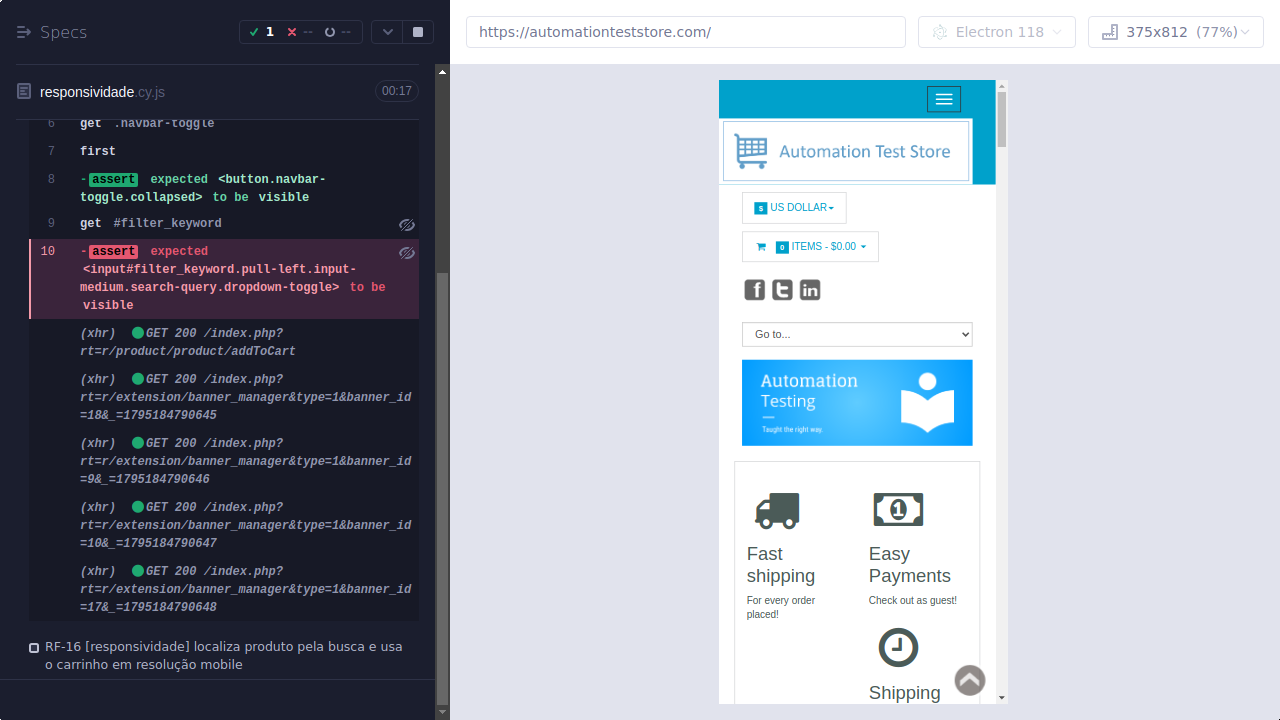 Specs
1
--
--
https://automationteststore.com/
Electron 118
375x812 (77%)
responsividade.cy.js
00:17
6 get .navbar-toggle
7 first
8 -assert expected <button.navbar-
toggle.collapsed> to be visible
9 get #filter_keyword
10 -assert expected
<input#filter_keyword.pull-left.input-
medium.search-query.dropdown-toggle> to be
visible
(xhr) GET 200 /index.php?
rt=r/product/product/addToCart
(xhr) GET 200 /index.php?
rt=r/extension/banner_manager&type=1&banner_id
=18&_=1795184790645
(xhr) GET 200 /index.php?
rt=r/extension/banner_manager&type=1&banner_id
=9&_=1795184790646
(xhr) GET 200 /index.php?
rt=r/extension/banner_manager&type=1&banner_id
=10&_=1795184790647
(xhr) GET 200 /index.php?
rt=r/extension/banner_manager&type=1&banner_id
=17&_=1795184790648
RF-16 [responsividade] localiza produto pela busca e usa
o carrinho em resolução mobile
Automation Test Store
$ US DOLLAR
0 ITEMS - $0.00
Go to...
Automation
Testing
Taught the right way.
Fast
shipping
For every order
placed!
1
Easy
Payments
Check out as guest!
Shipping